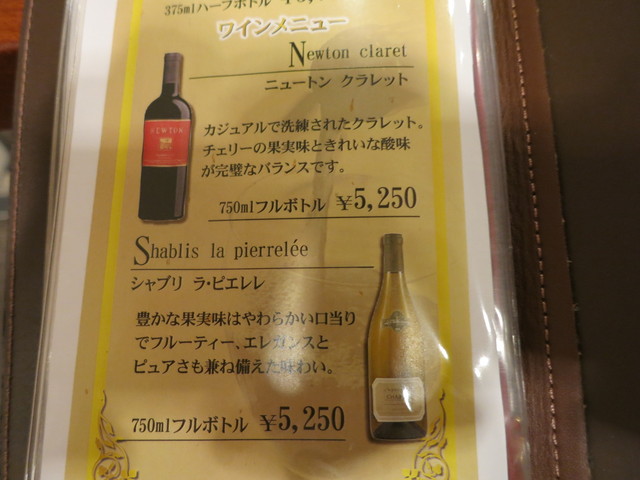 375mlハーフボトル
ワインメニュー
Newton claret
ニュートン クラレット
NEWTON
カジュアルで洗練されたクラレット。
チェリーの果実味ときれいな酸味
が完璧なバランスです。
750mlフルボトル ¥5,250
Shablis la pierrelée
シャブリ ラ・ピエレレ
豊かな果実味はやわらかい口当り
でフルーティー、エレガンスと
ピュアさも兼ね備えた味わい。
750mlフルボトル ¥5,250